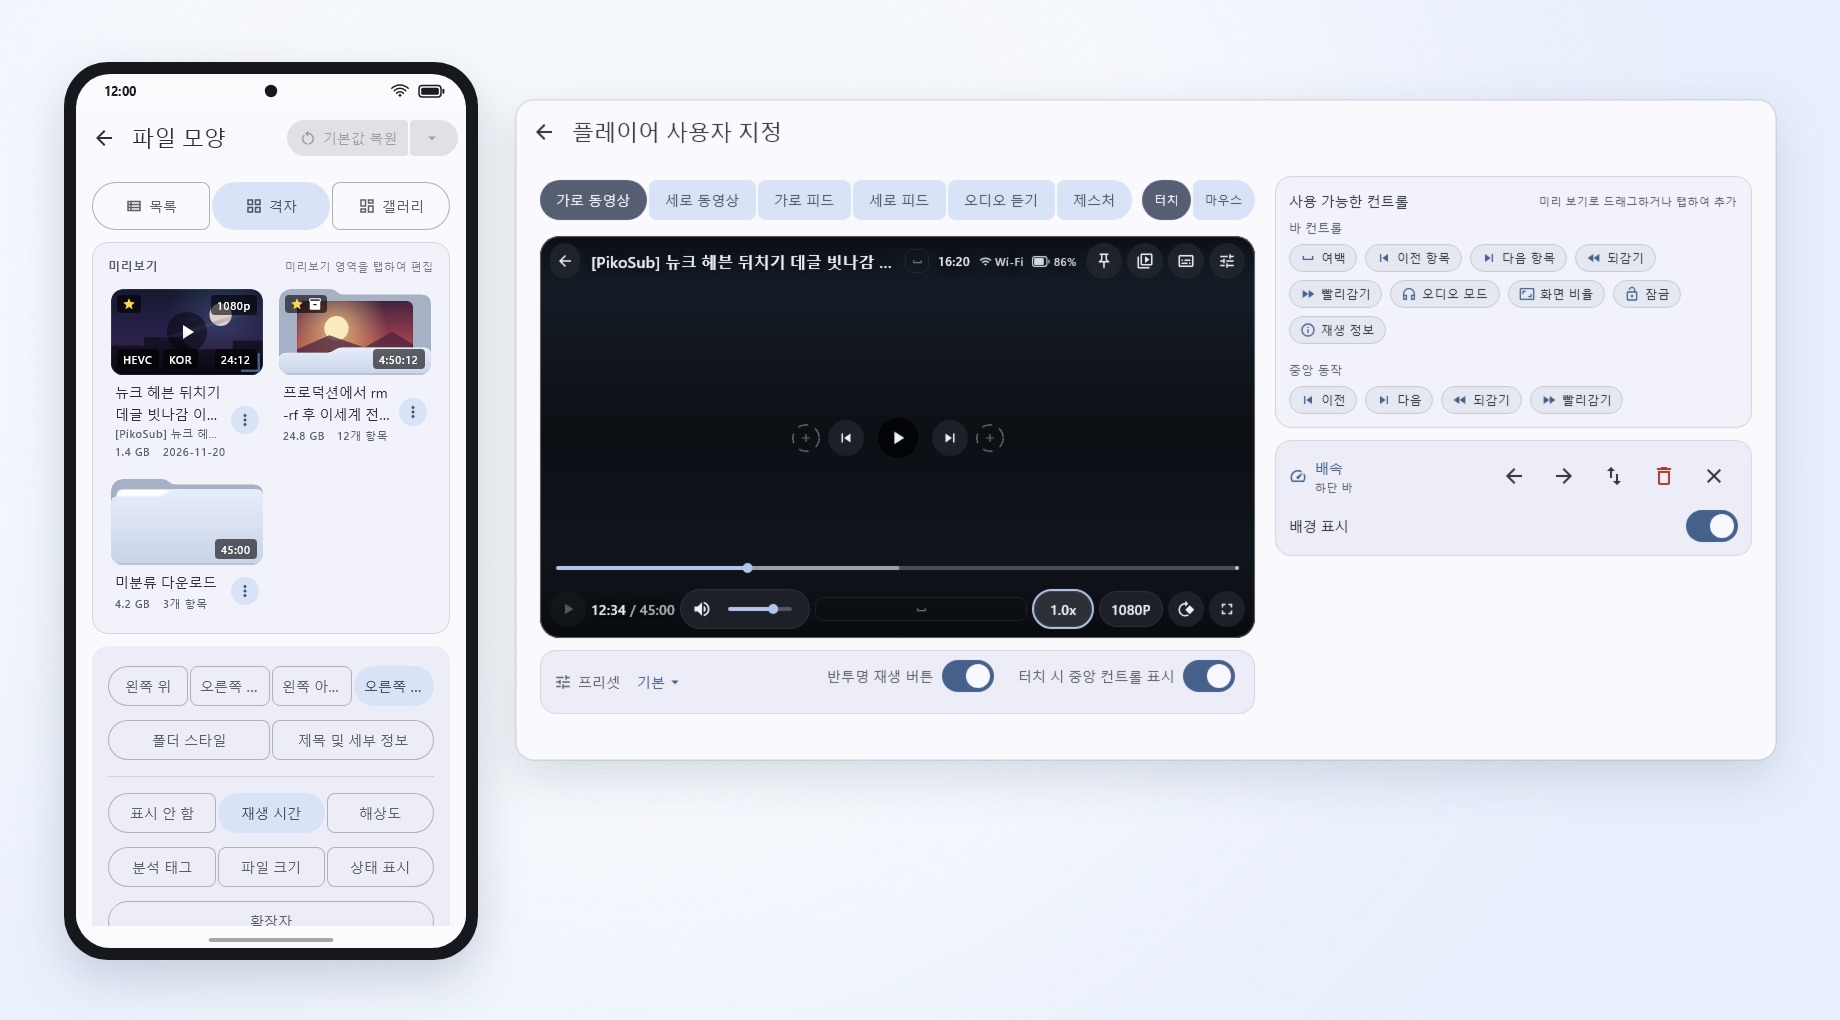 12:00
파일 모양
기본값 복원
목록
격자
갤러리
미리보기
미리보기 영역을 탭하여 편집
1080p
HEVC
KOR
24:12
4:50:12
뉴크 헤븐 뒤치기
데굴 빗나감 이...
[PikoSub] 뉴크 헤...
1.4 GB 2026-11-20
프로덕션에서 rm
-rf 후 이세계 전...
24.8 GB 12개 항목
45:00
미분류 다운로드
4.2 GB 3개 항목
왼쪽 위
오른쪽 ...
왼쪽 아...
오른쪽 ...
폴더 스타일
제목 및 세부 정보
표시 안 함
재생 시간
해상도
분석 태그
파일 크기
상태 표시
확장자
플레이어 사용자 지정
가로 동영상
세로 동영상
가로 피드
세로 피드
오디오 듣기
제스처
터치
마우스
[PikoSub] 뉴크 헤븐 뒤치기 데굴 빗나감 ...
16:20
Wi-Fi
86%
12:34 / 45:00
1.0x
1080P
프리셋
기본
반투명 재생 버튼
터치 시 중앙 컨트롤 표시
사용 가능한 컨트롤
미리 보기로 드래그하거나 탭하여 추가
바 컨트롤
여백
이전 항목
다음 항목
되감기
빨리감기
오디오 모드
화면 비율
잠금
재생 정보
중앙 동작
이전
다음
되감기
빨리감기
배속
하단 바
배경 표시